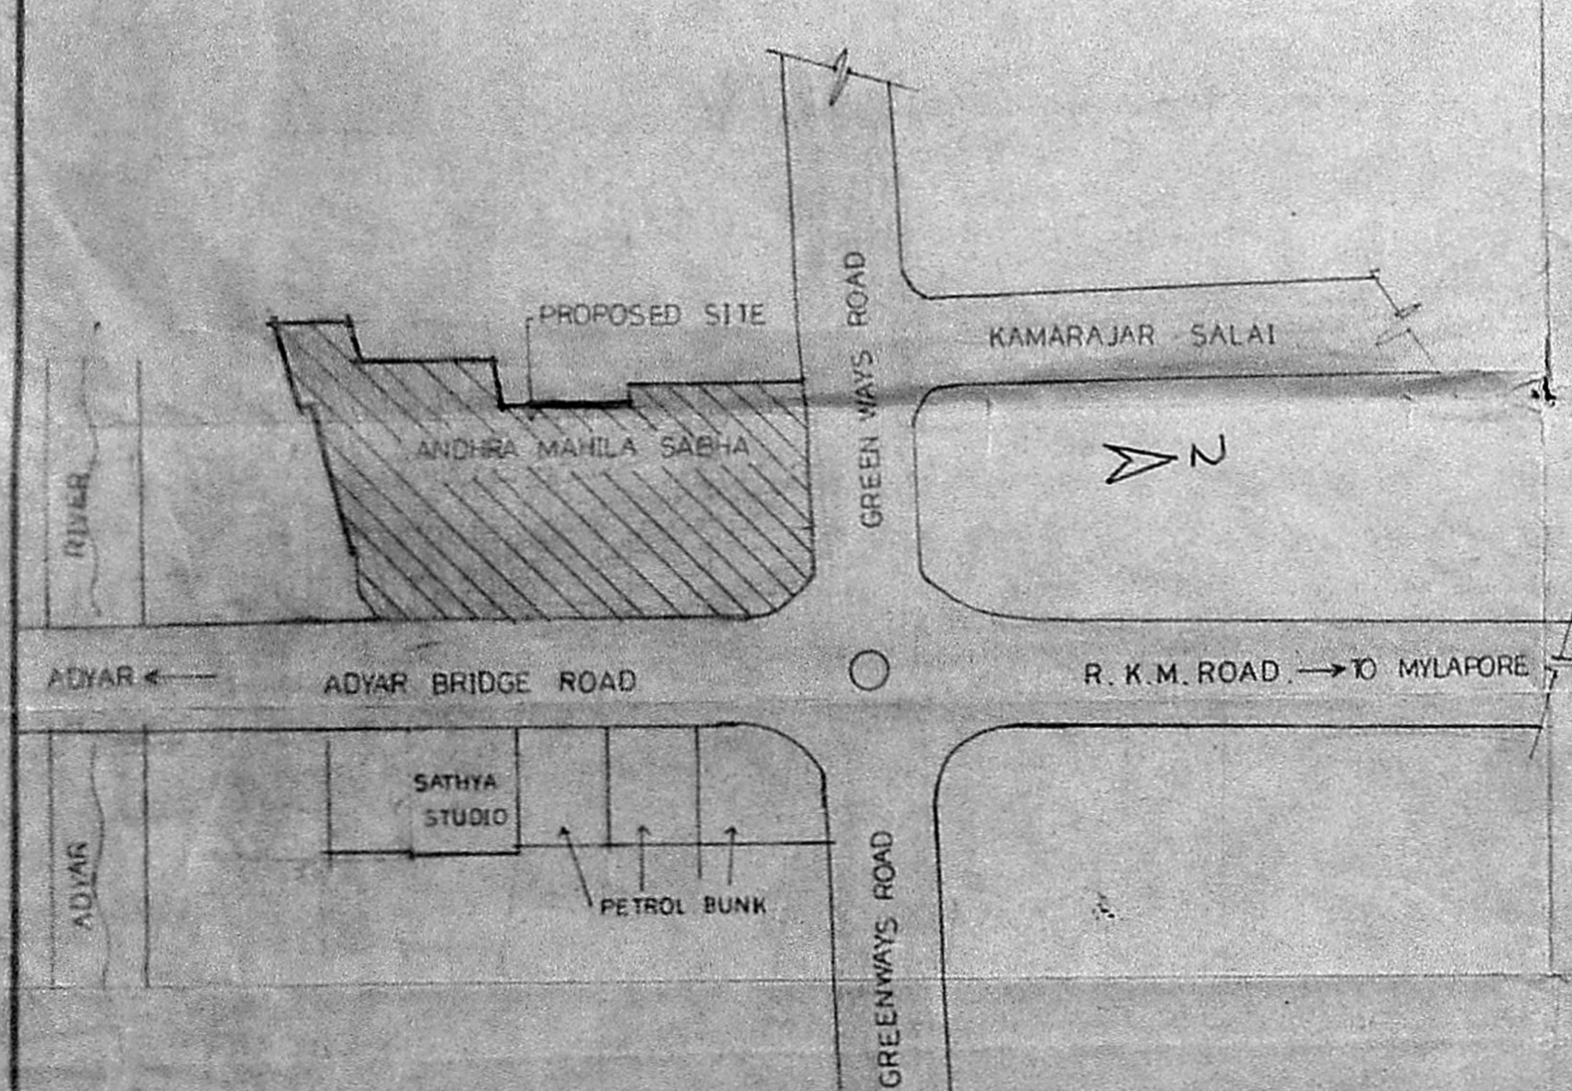 PROPOSED SITE
GREEN WAYS ROAD
KAMARAJAR SALAI
ANDHRA MAHILA SABHA
N
RIVER
ADYAR
ADYAR BRIDGE ROAD
R. K. M. ROAD. TO MYLAPORE
SATHYA
STUDIO
PETROL BUNK
ADYAR
GREENWAYS ROAD